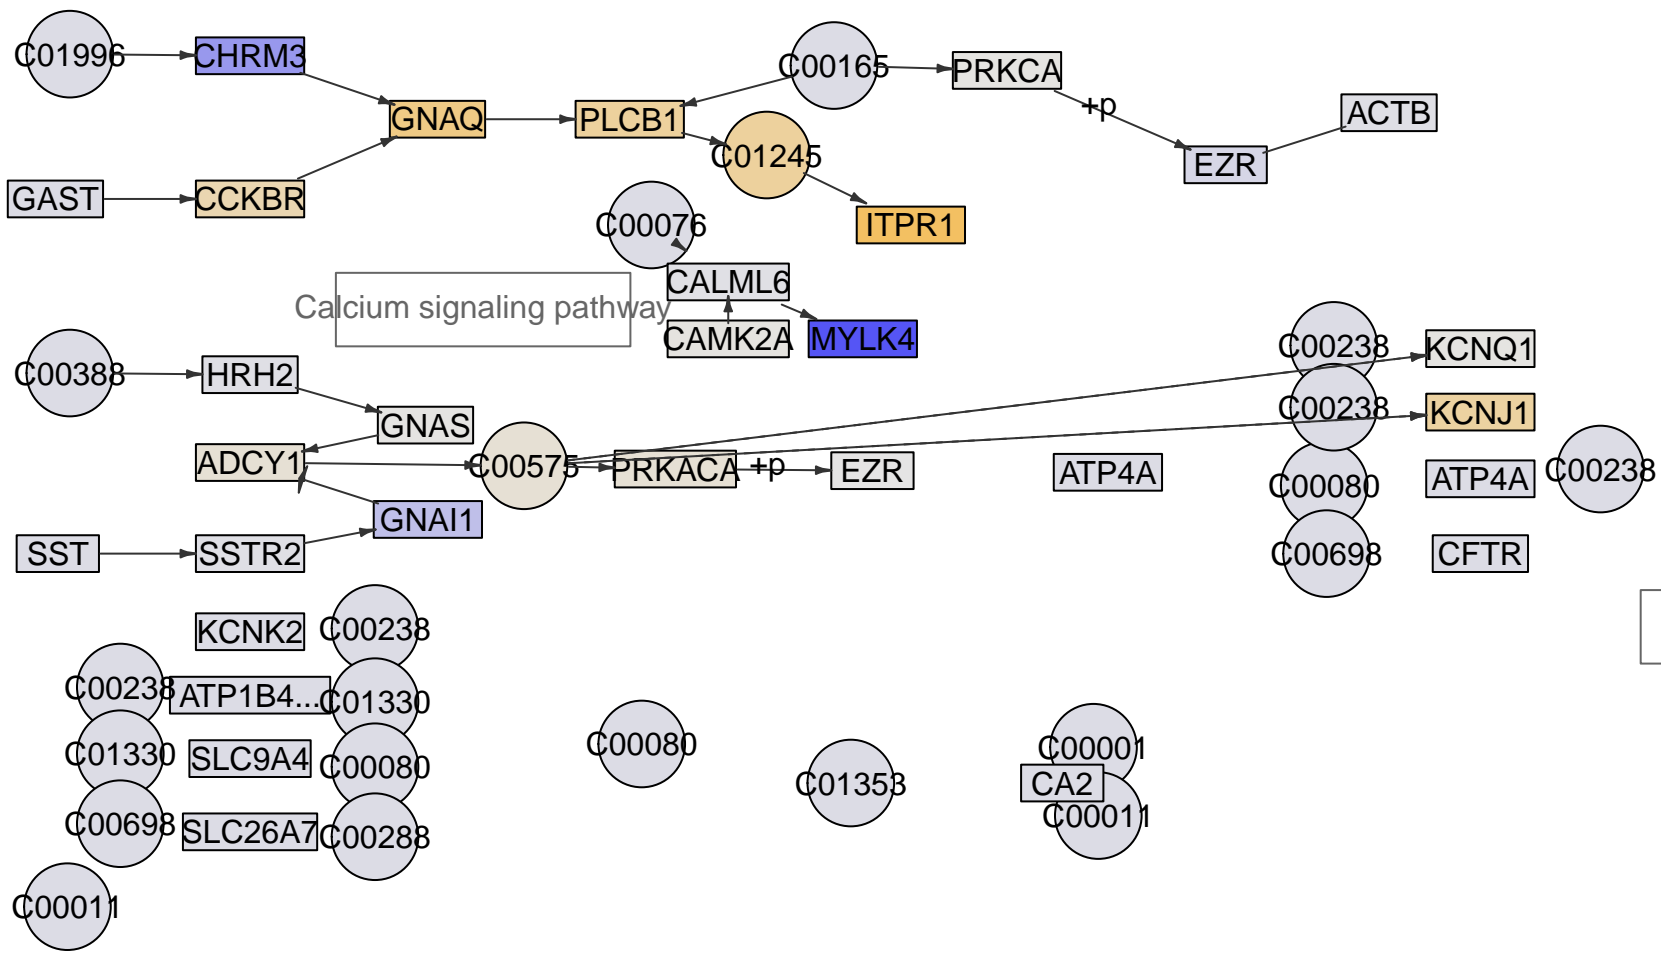 C01996
CHRM3
C00165
PRKCA
+p
ACTB
GNAQ
PLCB1
C01245
EZR
GAST
CCKBR
C00076
ITPR1
CALML6
Calcium signaling pathway
CAMK2A
MYLK4
C00238
KCNQ1
C00388
HRH2
C00238
KCNJ1
GNAS
ADCY1
C00575
PRKACA
+p
EZR
ATP4A
C00080
ATP4A
C00238
GNAI1
SST
SSTR2
C00698
CFTR
KCNK2
C00238
C00238
ATP1B4...
C01330
C01330
SLC9A4
C00080
C00080
C01353
C00001
CA2
C00011
C00698
SLC26A7
C00288
C00011